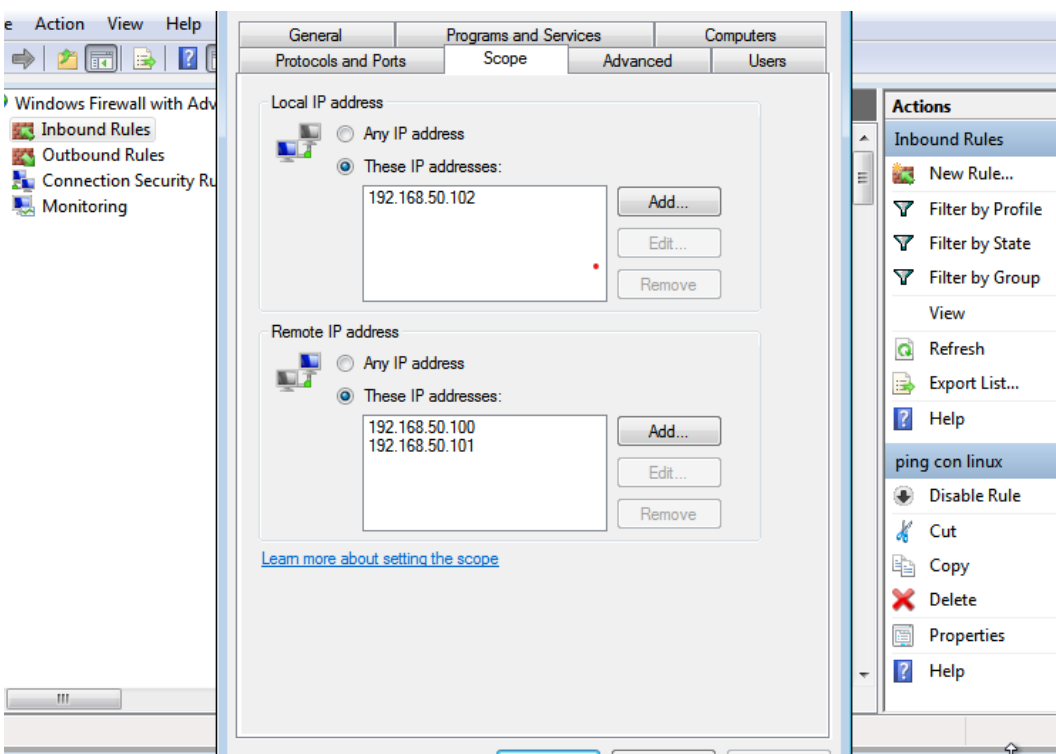 e Action View Help
General Programs and Services Computers
Protocols and Ports Scope Advanced Users
Windows Firewall with Adv
Inbound Rules
Outbound Rules
Connection Security Ru
Monitoring
Local IP address
Any IP address
These IP addresses:
192.168.50.102
Add...
Edit...
Remove
Remote IP address
Any IP address
These IP addresses:
192.168.50.100
192.168.50.101
Add...
Edit...
Remove
Learn more about setting the scope
Actions
Inbound Rules
New Rule...
Filter by Profile
Filter by State
Filter by Group
View
Refresh
Export List...
Help
ping con linux
Disable Rule
Cut
Copy
Delete
Properties
Help